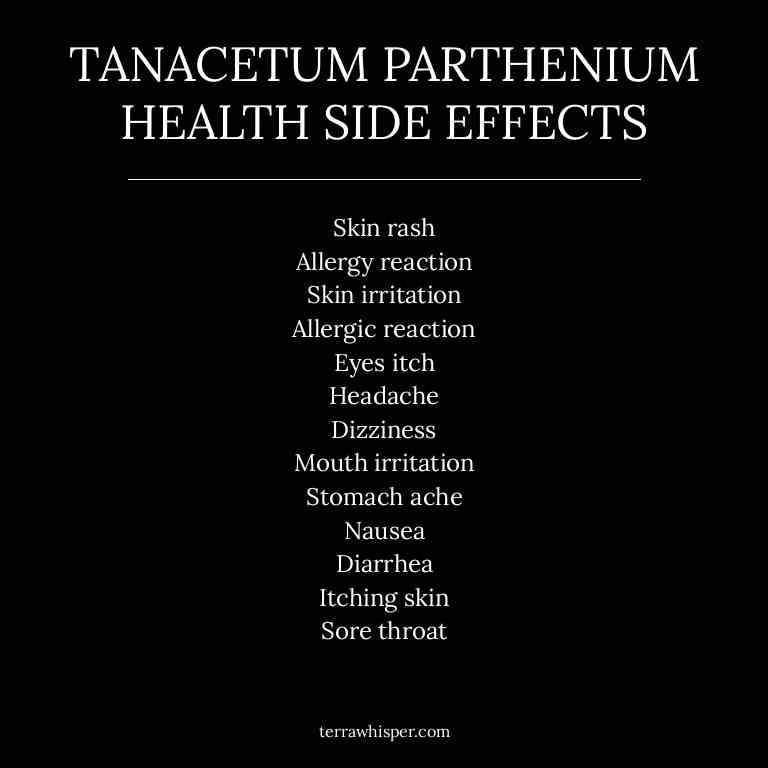 TANACETUM PARTHENIUM
HEALTH SIDE EFFECTS
Skin rash
Allergy reaction
Skin irritation
Allergic reaction
Eyes itch
Headache
Dizziness
Mouth irritation
Stomach ache
Nausea
Diarrhea
Itching skin
Sore throat
terrawhisper.com